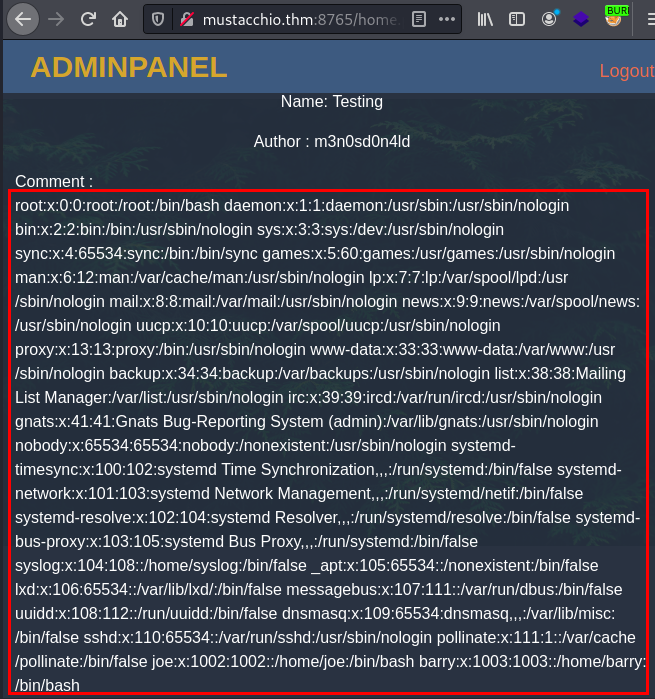 mustacchio.thm:8765/home.
BURP
ADMINPANEL
Logout
Name: Testing
Author : m3n0sd0n4ld
Comment :
root:x:0:0:root:/root:/bin/bash daemon:x:1:1:daemon:/usr/sbin:/usr/sbin/nologin
bin:x:2:2:bin:/bin:/usr/sbin/nologin sys:x:3:3:sys:/dev:/usr/sbin/nologin
sync:x:4:65534:sync:/bin:/bin/sync games:x:5:60:games:/usr/games:/usr/sbin/nologin
man:x:6:12:man:/var/cache/man:/usr/sbin/nologin lp:x:7:7:lp:/var/spool/lpd:/usr
/sbin/nologin mail:x:8:8:mail:/var/mail:/usr/sbin/nologin news:x:9:9:news:/var/spool/news:
/usr/sbin/nologin uucp:x:10:10:uucp:/var/spool/uucp:/usr/sbin/nologin
proxy:x:13:13:proxy:/bin:/usr/sbin/nologin www-data:x:33:33:www-data:/var/www:/usr
/sbin/nologin backup:x:34:34:backup:/var/backups:/usr/sbin/nologin list:x:38:38:Mailing
List Manager:/var/list:/usr/sbin/nologin irc:x:39:39:ircd:/var/run/ircd:/usr/sbin/nologin
gnats:x:41:41:Gnats Bug-Reporting System (admin):/var/lib/gnats:/usr/sbin/nologin
nobody:x:65534:65534:nobody:/nonexistent:/usr/sbin/nologin systemd-
timesync:x:100:102:systemd Time Synchronization,,,:/run/systemd:/bin/false systemd-
network:x:101:103:systemd Network Management,,,:/run/systemd/netif:/bin/false
systemd-resolve:x:102:104:systemd Resolver,,,:/run/systemd/resolve:/bin/false systemd-
bus-proxy:x:103:105:systemd Bus Proxy,,,:/run/systemd:/bin/false
syslog:x:104:108::/home/syslog:/bin/false _apt:x:105:65534::/nonexistent:/bin/false
lxd:x:106:65534::/var/lib/lxd/:/bin/false messagebus:x:107:111::/var/run/dbus:/bin/false
uuidd:x:108:112::/run/uuidd:/bin/false dnsmasq:x:109:65534:dnsmasq,,,:/var/lib/misc:
/bin/false sshd:x:110:65534::/var/run/sshd:/usr/sbin/nologin pollinate:x:111:1::/var/cache
/pollinate:/bin/false joe:x:1002:1002::/home/joe:/bin/bash barry:x:1003:1003::/home/barry:
/bin/bash